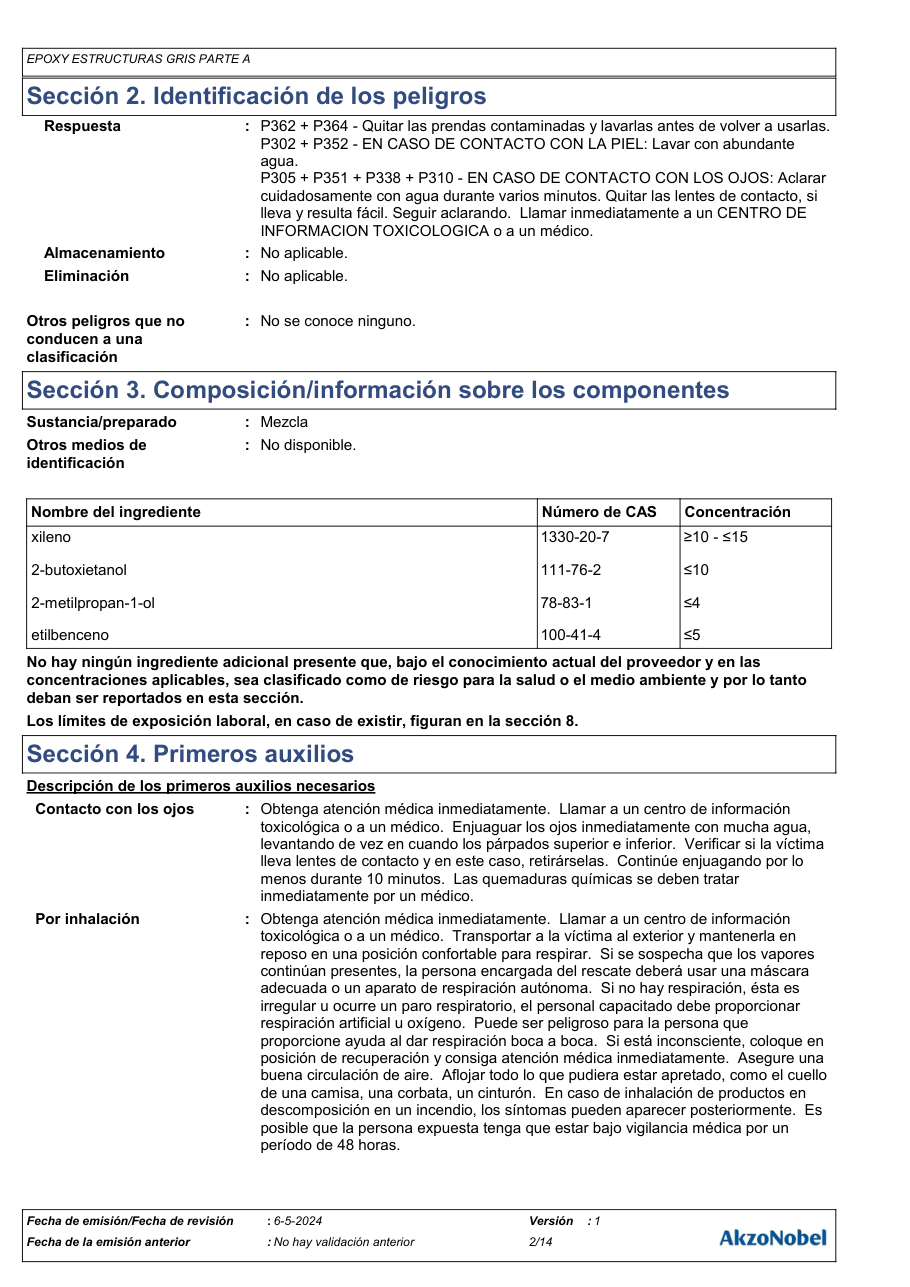 EPOXY ESTRUCTURAS GRIS PARTE A
Sección 2. Identificación de los peligros
Respuesta : P362 + P364 - Quitar las prendas contaminadas y lavarlas antes de volver a usarlas.
P302 + P352 - EN CASO DE CONTACTO CON LA PIEL: Lavar con abundante
agua.
P305 + P351 + P338 + P310 - EN CASO DE CONTACTO CON LOS OJOS: Aclarar
cuidadosamente con agua durante varios minutos. Quitar las lentes de contacto, si
lleva y resulta fácil. Seguir aclarando. Llamar inmediatamente a un CENTRO DE
INFORMACION TOXICOLOGICA o a un médico.
Almacenamiento : No aplicable.
Eliminación : No aplicable.
Otros peligros que no : No se conoce ninguno.
conducen a una
clasificación
Sección 3. Composición/información sobre los componentes
Sustancia/preparado : Mezcla
Otros medios de : No disponible.
identificación
Nombre del ingrediente Número de CAS Concentración
xileno 1330-20-7 ≥10 - ≤15
2-butoxietanol 111-76-2 ≤10
2-metilpropan-1-ol 78-83-1 ≤4
etilbenceno 100-41-4 ≤5
No hay ningún ingrediente adicional presente que, bajo el conocimiento actual del proveedor y en las
concentraciones aplicables, sea clasificado como de riesgo para la salud o el medio ambiente y por lo tanto
deban ser reportados en esta sección.
Los límites de exposición laboral, en caso de existir, figuran en la sección 8.
Sección 4. Primeros auxilios
Descripción de los primeros auxilios necesarios
Contacto con los ojos : Obtenga atención médica inmediatamente. Llamar a un centro de información
toxicológica o a un médico. Enjuaguar los ojos inmediatamente con mucha agua,
levantando de vez en cuando los párpados superior e inferior. Verificar si la víctima
lleva lentes de contacto y en este caso, retirárselas. Continúe enjuagando por lo
menos durante 10 minutos. Las quemaduras químicas se deben tratar
inmediatamente por un médico.
Por inhalación : Obtenga atención médica inmediatamente. Llamar a un centro de información
toxicológica o a un médico. Transportar a la víctima al exterior y mantenerla en
reposo en una posición confortable para respirar. Si se sospecha que los vapores
continúan presentes, la persona encargada del rescate deberá usar una máscara
adecuada o un aparato de respiración autónoma. Si no hay respiración, ésta es
irregular u ocurre un paro respiratorio, el personal capacitado debe proporcionar
respiración artificial u oxígeno. Puede ser peligroso para la persona que
proporcione ayuda al dar respiración boca a boca. Si está inconsciente, coloque en
posición de recuperación y consiga atención médica inmediatamente. Asegure una
buena circulación de aire. Aflojar todo lo que pudiera estar apretado, como el cuello
de una camisa, una corbata, un cinturón. En caso de inhalación de productos en
descomposición en un incendio, los síntomas pueden aparecer posteriormente. Es
posible que la persona expuesta tenga que estar bajo vigilancia médica por un
período de 48 horas.
Fecha de emisión/Fecha de revisión : 6-5-2024 Versión : 1
Fecha de la emisión anterior : No hay validación anterior 2/14
AkzoNobel